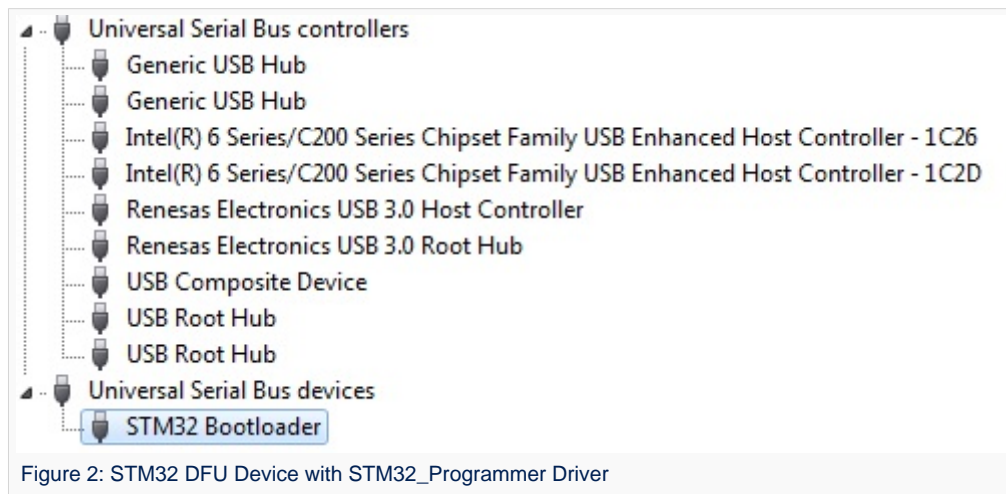 Universal Serial Bus controllers
Generic USB Hub
Generic USB Hub
Intel(R) 6 Series/C200 Series Chipset Family USB Enhanced Host Controller - 1C26
Intel(R) 6 Series/C200 Series Chipset Family USB Enhanced Host Controller - 1C2D
Renesas Electronics USB 3.0 Host Controller
Renesas Electronics USB 3.0 Root Hub
USB Composite Device
USB Root Hub
USB Root Hub
Universal Serial Bus devices
STM32 Bootloader
Figure 2: STM32 DFU Device with STM32_Programmer Driver